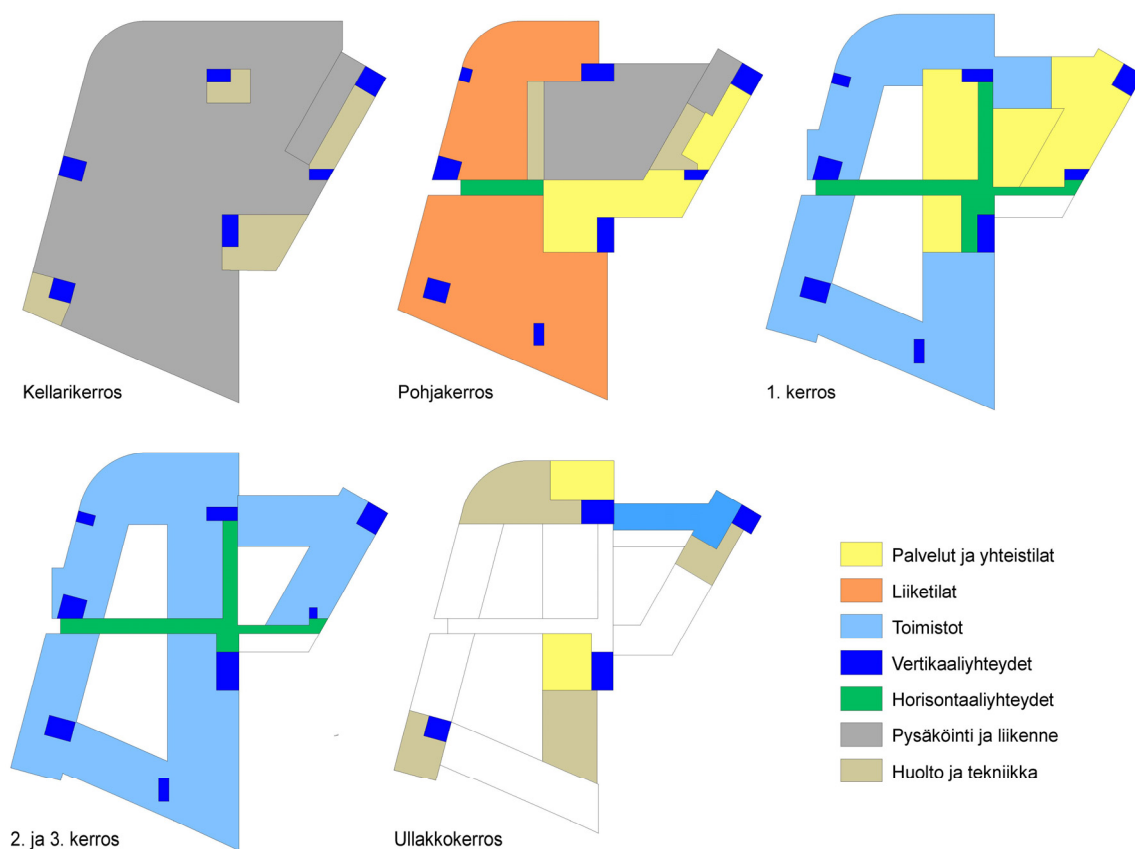 Kellarikerros
Pohjakerros
1. kerros
2. ja 3. kerros
Ullakkokerros
Palvelut ja yhteistilat
Liiketilat
Toimistot
Vertikaaliyhteydet
Horisontaaliyhteydet
Pysäköinti ja liikenne
Huolto ja tekniikka